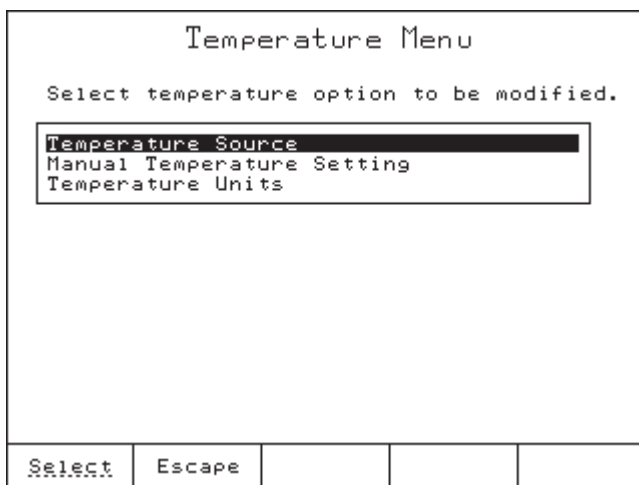 Temperature Menu
Select temperature option to be modified.
Temperature Source
Manual Temperature Setting
Temperature Units
Select Escape